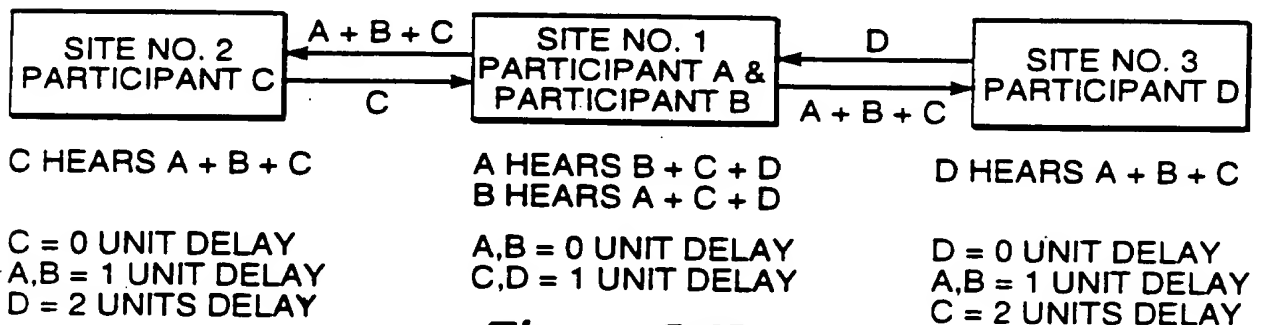 SITE NO. 2
PARTICIPANT C
A + B + C
C
SITE NO. 1
PARTICIPANT A &
PARTICIPANT B
D
A + B + C
SITE NO. 3
PARTICIPANT D
C HEARS A + B + C
C = 0 UNIT DELAY
A,B = 1 UNIT DELAY
D = 2 UNITS DELAY
A HEARS B + C + D
B HEARS A + C + D
A,B = 0 UNIT DELAY
C,D = 1 UNIT DELAY
D HEARS A + B + C
D = 0 UNIT DELAY
A,B = 1 UNIT DELAY
C = 2 UNITS DELAY